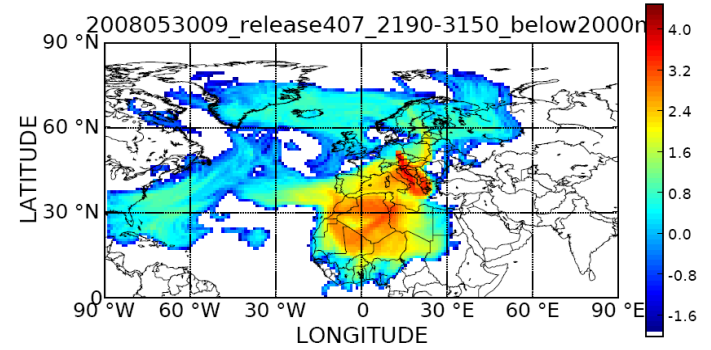 2008053009_release407_2190-3150_below2000m
90 °N
60 °N
30 °N
0
90 °W
60 °W
30 °W
0
30 °E
60 °E
90 °E
LATITUDE
LONGITUDE
4.0
3.2
2.4
1.6
0.8
0.0
-0.8
-1.6